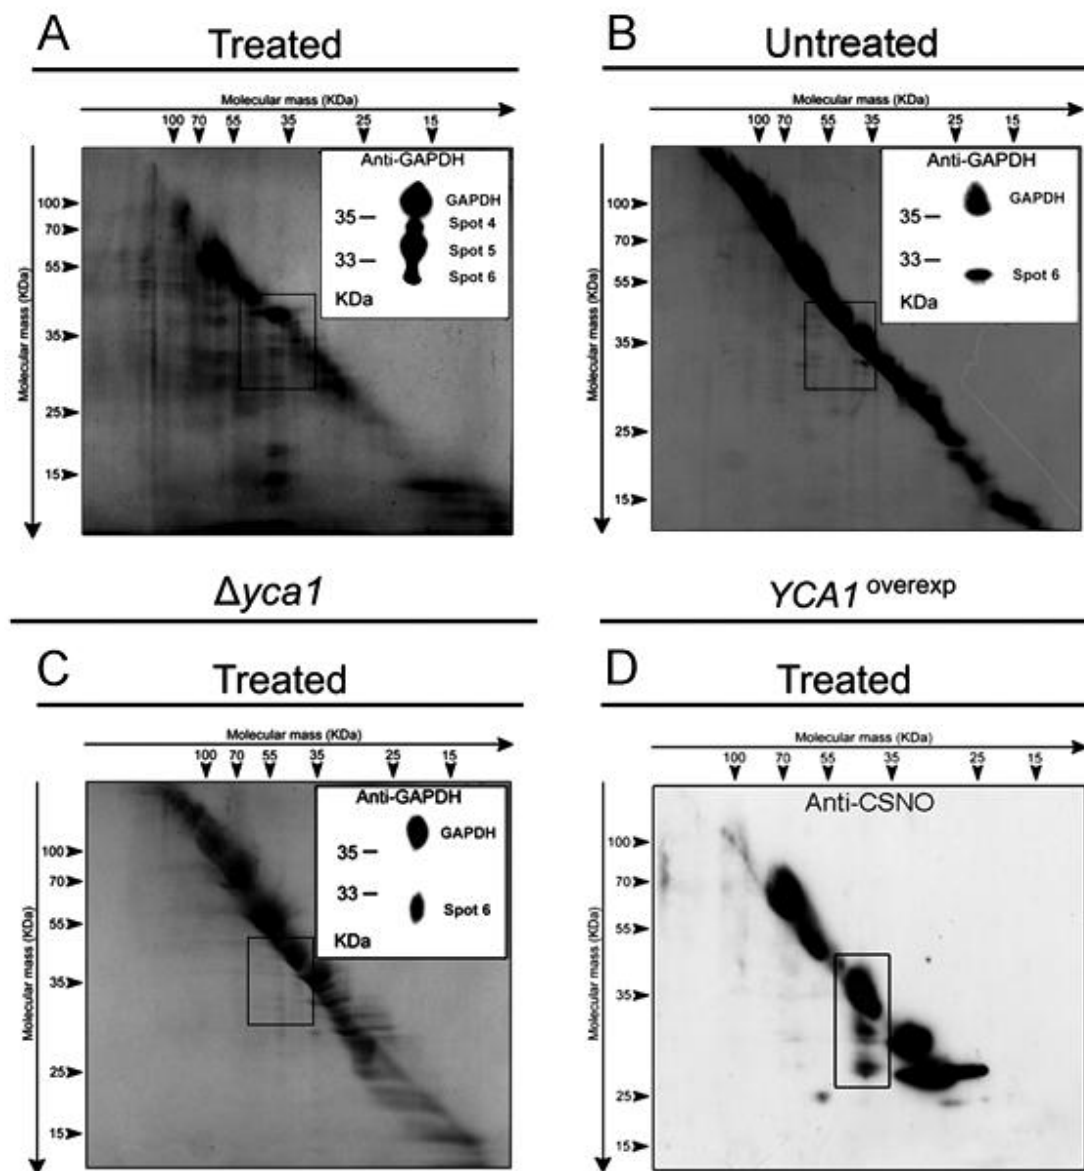 A
Treated
Molecular mass (KDa)
100 70 55 35 25 15
Molecular mass (KDa)
100
70
55
35
25
15
Anti-GAPDH
GAPDH
35
Spot 4
Spot 5
33
Spot 6
KDa
B
Untreated
Molecular mass (KDa)
100 70 55 35 25 15
Molecular mass (KDa)
100
70
55
35
25
15
Anti-GAPDH
GAPDH
35
33
Spot 6
KDa
Δyca1
YCA1 overexp
C
Treated
Molecular mass (KDa)
100 70 55 35 25 15
Molecular mass (KDa)
100
70
55
35
25
15
Anti-GAPDH
GAPDH
35
33
Spot 6
KDa
D
Treated
Molecular mass (KDa)
100 70 55 35 25 15
Molecular mass (KDa)
100
70
55
35
25
15
Anti-CSNO